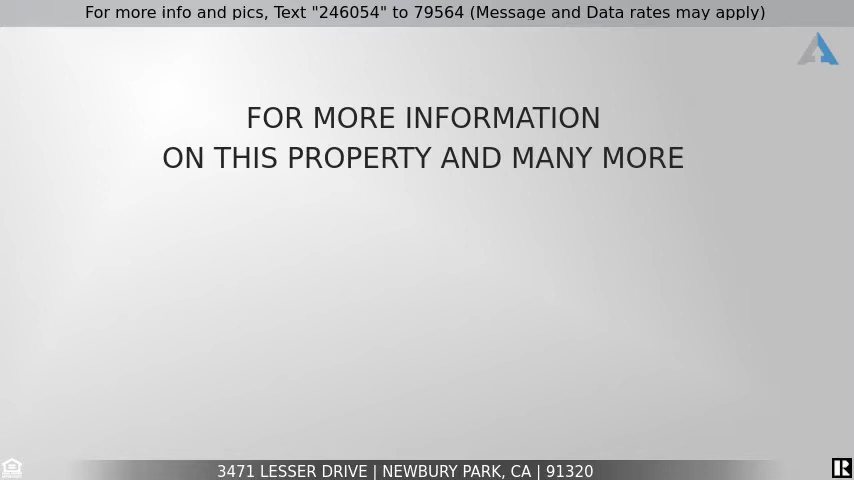 For more info and pics, Text "246054" to 79564 (Message and Data rates may apply)
FOR MORE INFORMATION
ON THIS PROPERTY AND MANY MORE
3471 LESSER DRIVE | NEWBURY PARK, CA | 91320